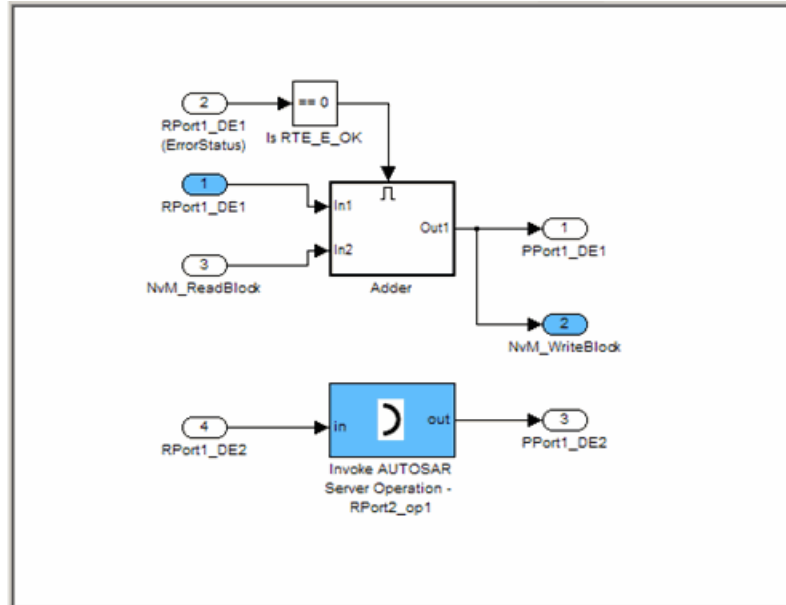 2
== 0
RPort1_DE1
(ErrorStatus)
Is RTE_E_OK
1
RPort1_DE1
In1
Out1
1
PPort1_DE1
In2
3
NvM_ReadBlock
Adder
2
NvM_WriteBlock
4
RPort1_DE2
in
out
3
PPort1_DE2
Invoke AUTOSAR
Server Operation -
RPort2_op1